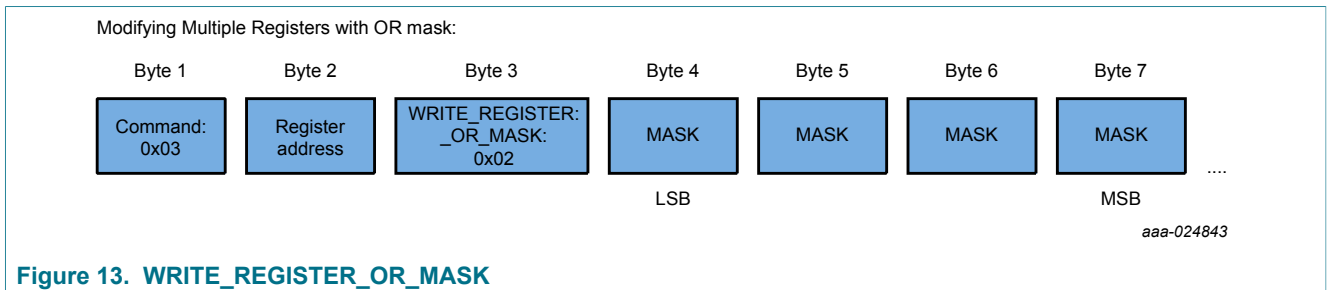 Modifying Multiple Registers with OR mask:
Byte 1 Byte 2 Byte 3 Byte 4 Byte 5 Byte 6 Byte 7
Command:
0x03
Register
address
WRITE_REGISTER:
_OR_MASK:
0x02
MASK
MASK
MASK
MASK
....
LSB MSB
aaa-024843
Figure 13. WRITE_REGISTER_OR_MASK